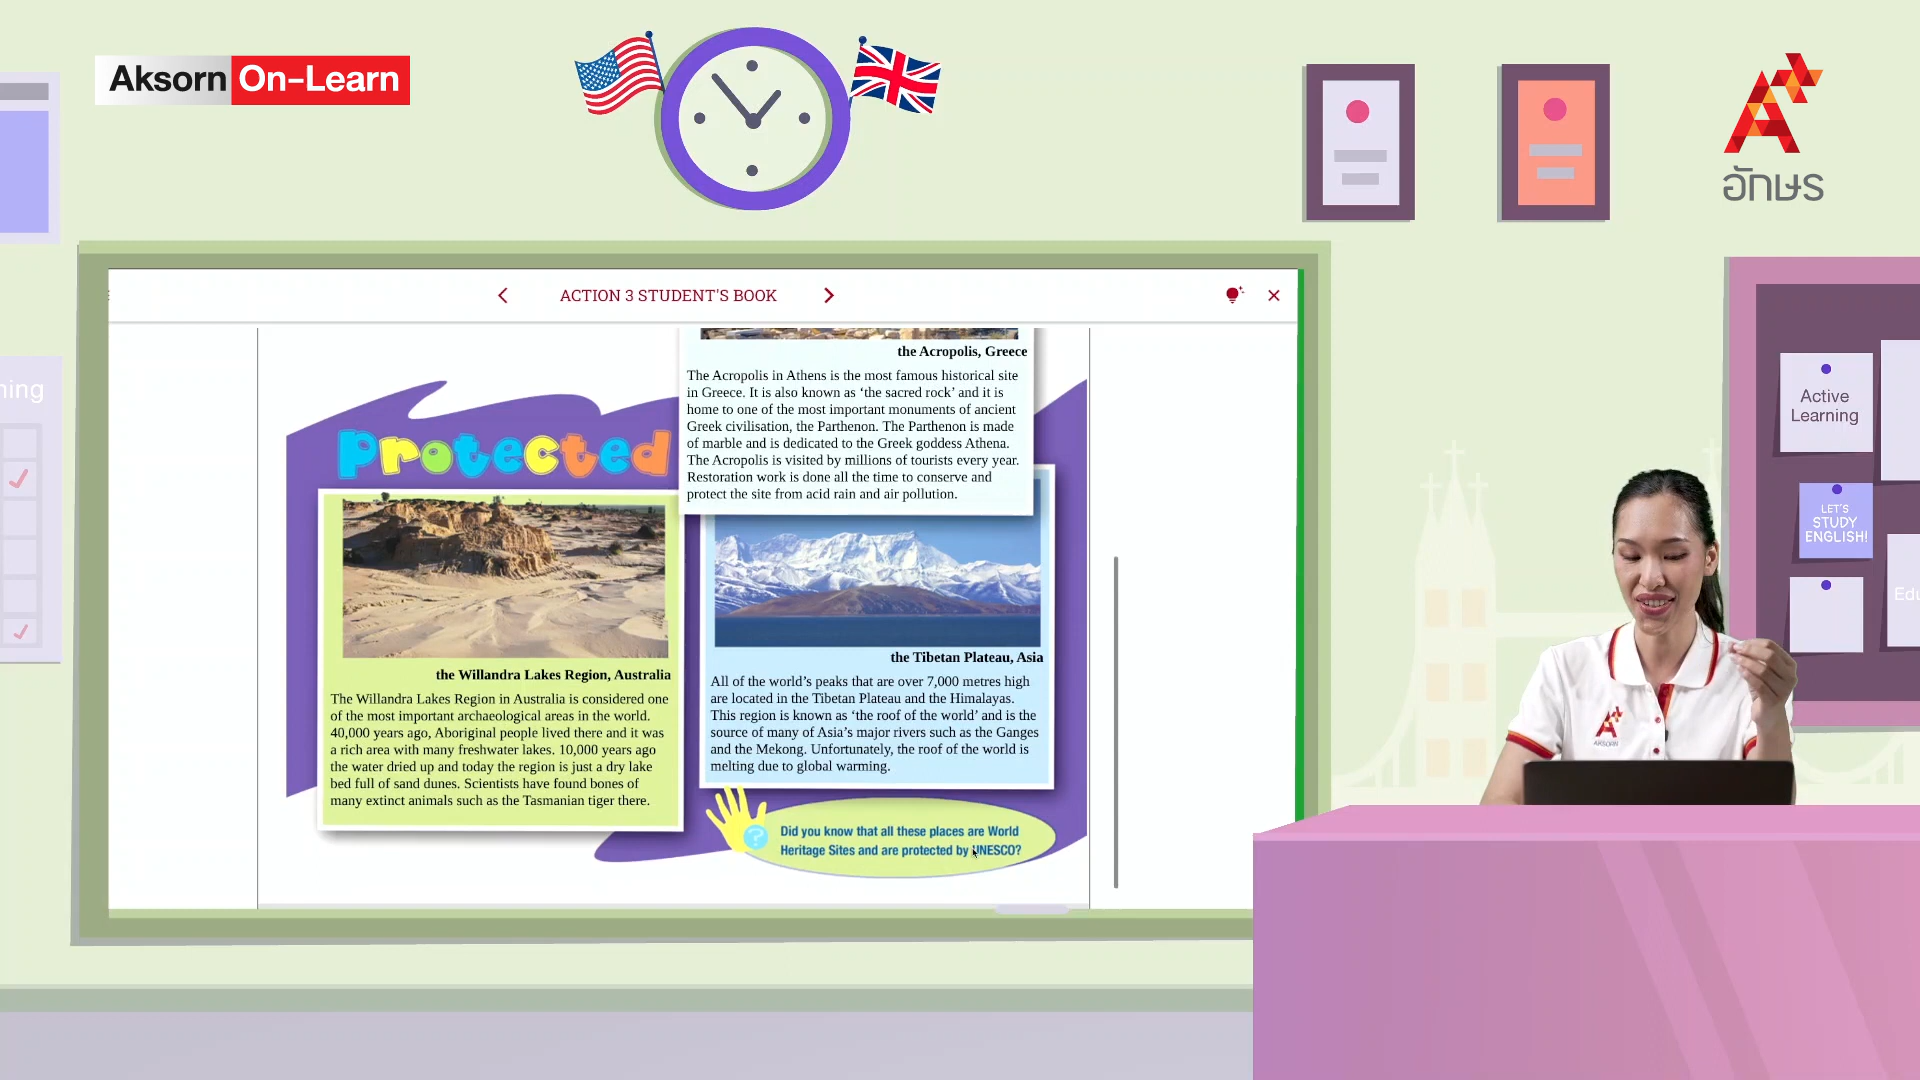 Aksorn On-Learn
อักษร
ning
ACTION 3 STUDENT'S BOOK
the Acropolis, Greece
The Acropolis in Athens is the most famous historical site
in Greece. It is also known as ‘the sacred rock’ and it is
home to one of the most important monuments of ancient
Greek civilisation, the Parthenon. The Parthenon is made
of marble and is dedicated to the Greek goddess Athena.
The Acropolis is visited by millions of tourists every year.
Restoration work is done all the time to conserve and
protect the site from acid rain and air pollution.
Protected
the Willandra Lakes Region, Australia
The Willandra Lakes Region in Australia is considered one
of the most important archaeological areas in the world.
40,000 years ago, Aboriginal people lived there and it was
a rich area with many freshwater lakes. 10,000 years ago
the water dried up and today the region is just a dry lake
bed full of sand dunes. Scientists have found bones of
many extinct animals such as the Tasmanian tiger there.
the Tibetan Plateau, Asia
All of the world’s peaks that are over 7,000 metres high
are located in the Tibetan Plateau and the Himalayas.
This region is known as ‘the roof of the world’ and is the
source of many of Asia’s major rivers such as the Ganges
and the Mekong. Unfortunately, the roof of the world is
melting due to global warming.
?
Did you know that all these places are World
Heritage Sites and are protected by UNESCO?
Active
Learning
LET'S
STUDY
ENGLISH!
Edu
AKSORN